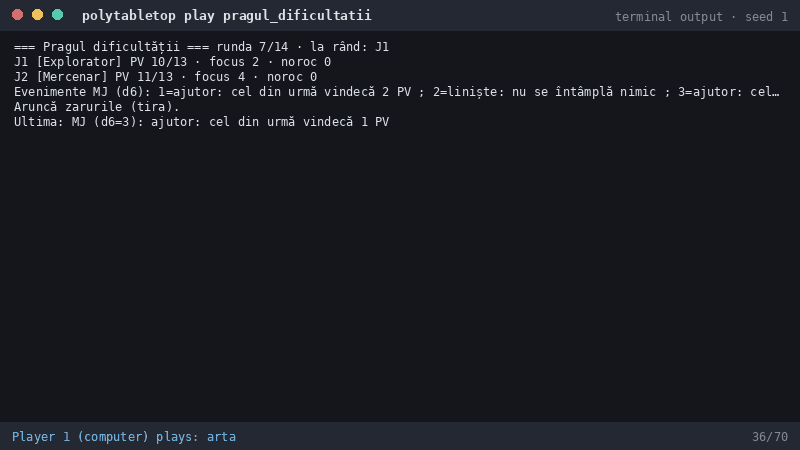 polytabletop play pragul_dificultatii
terminal output · seed 1
=== Pragul dificultății === runda 7/14 · la rând: J1
J1 [Explorator] PV 10/13 · focus 2 · noroc 0
J2 [Mercenar] PV 11/13 · focus 4 · noroc 0
Evenimente MJ (d6): 1=ajutor: cel din urmă vindecă 2 PV ; 2=liniște: nu se întâmplă nimic ; 3=ajutor: cel…
Aruncă zarurile (tira).
Ultima: MJ (d6=3): ajutor: cel din urmă vindecă 1 PV
Player 1 (computer) plays: arta
36/70